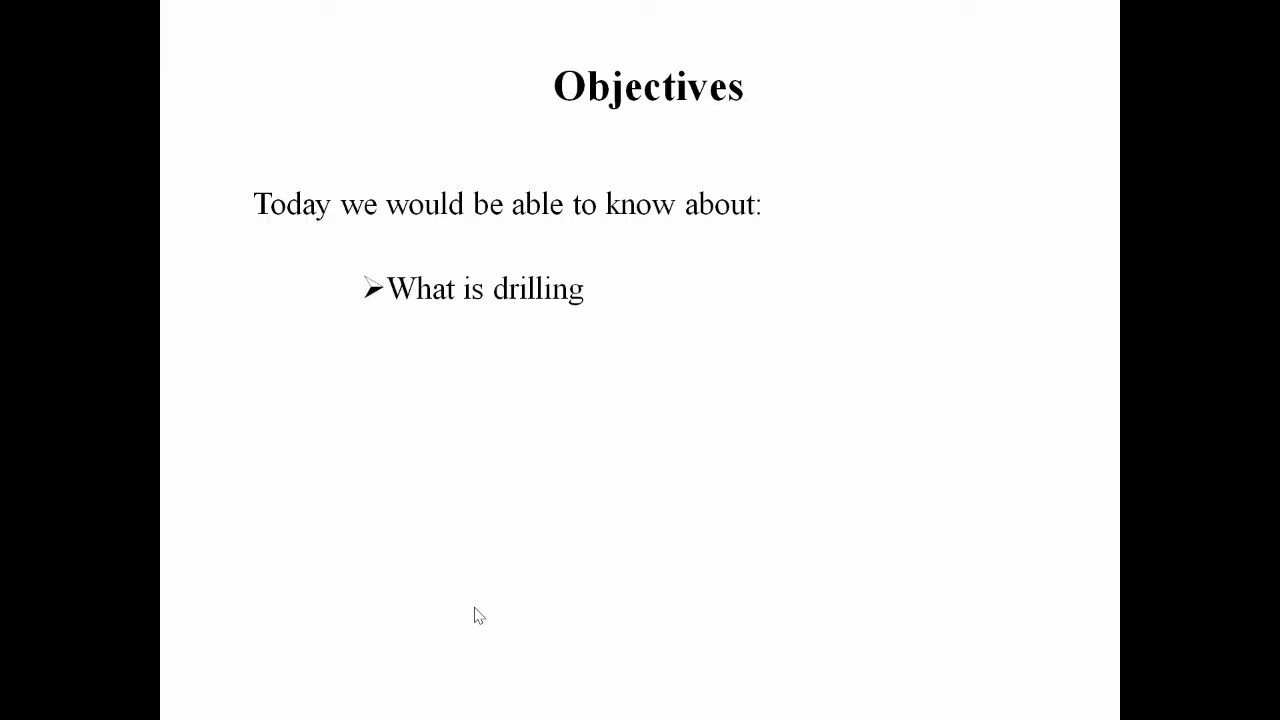 Objectives
Today we would be able to know about:
➢What is drilling